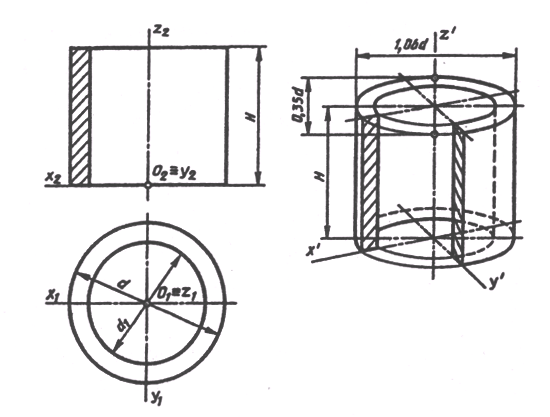 z₂
H
x₂
O₂≡y₂
x₁
d
O₁≡z₁
d₁
y₁
z'
1,06d
0,35d
H
x'
y'